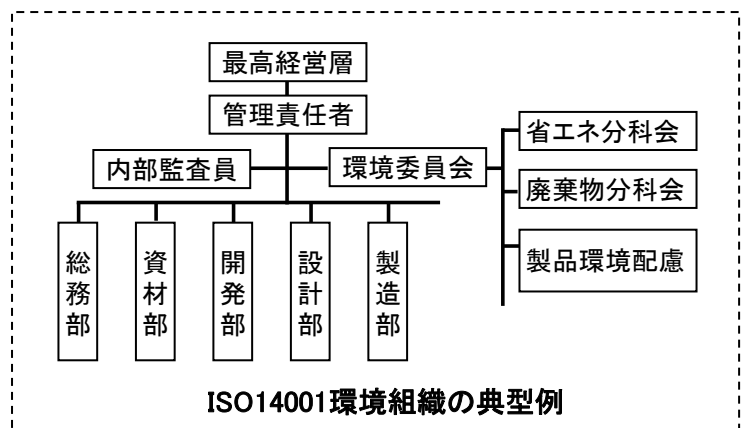 最高経営層
管理責任者
内部監査員
環境委員会
省エネ分科会
廃棄物分科会
製品環境配慮
総務部
資材部
開発部
設計部
製造部
ISO14001環境組織の典型例